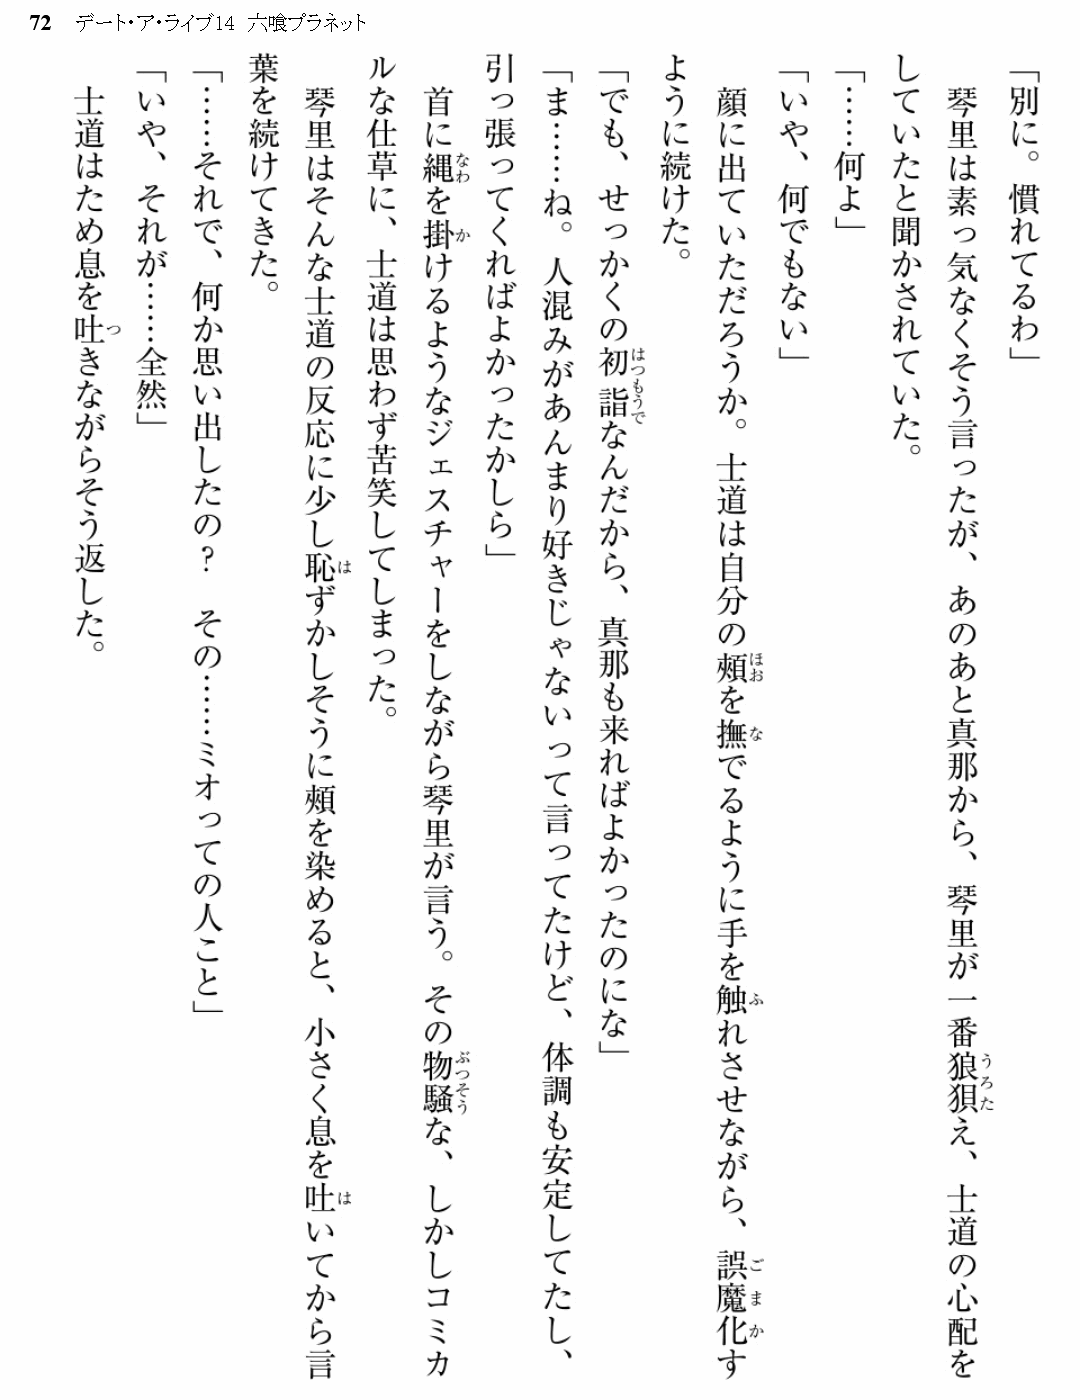 72 デート・ア・ライブ14 六喰プラネット
「別に。慣れてるわ」
　琴里は素っ気なくそう言ったが、あのあと真那から、琴里が一番狼狽え、士道の心配を
していたと聞かされていた。
「……何よ」
「いや、何でもない」
　顔に出ていただろうか。士道は自分の頰を撫でるように手を触れさせながら、誤魔化す
ように続けた。
「でも、せっかくの初詣なんだから、真那も来ればよかったのにな」
「ま……ね。人混みがあんまり好きじゃないって言ってたけど、体調も安定してたし、
引っ張ってくればよかったかしら」
　首に縄を掛けるようなジェスチャーをしながら琴里が言う。その物騒な、しかしコミカ
ルな仕草に、士道は思わず苦笑してしまった。
　琴里はそんな士道の反応に少し恥ずかしそうに頰を染めると、小さく息を吐いてから言
葉を続けてきた。
「……それで、何か思い出したの？　その……ミオっての人こと」
「いや、それが……全然」
　士道はため息を吐きながらそう返した。